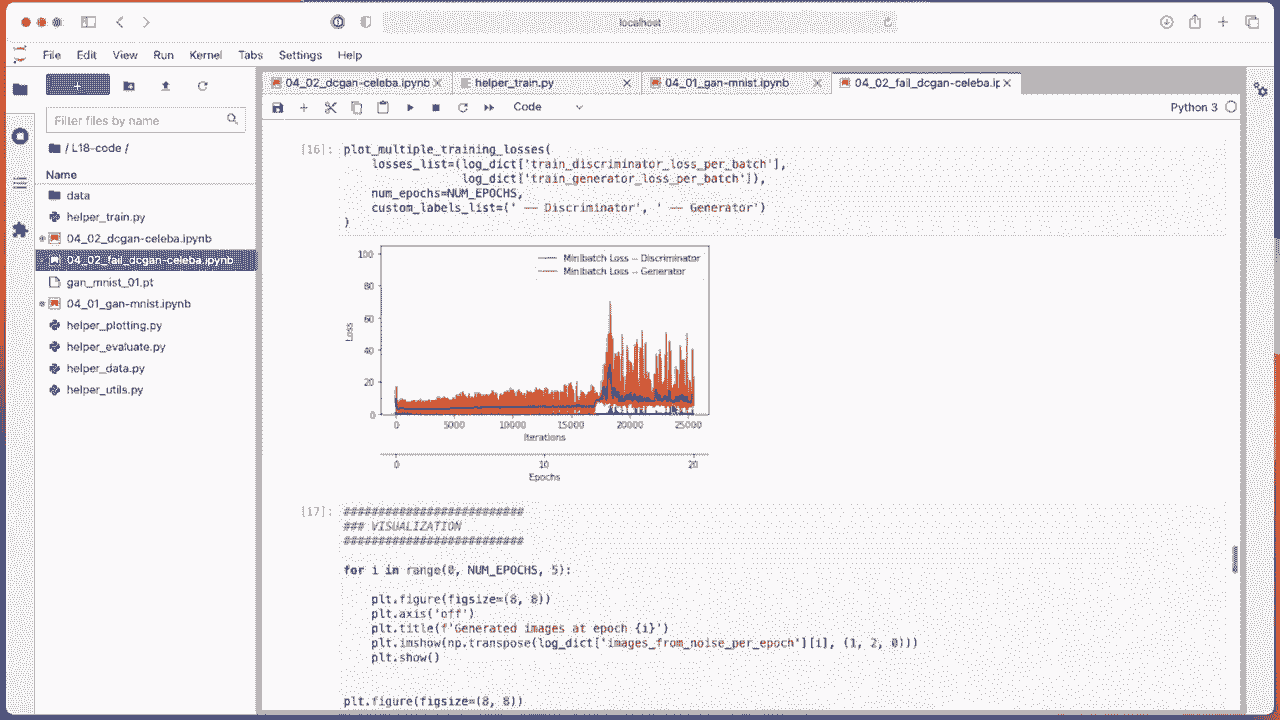 localhost
File Edit View Run Kernel Tabs Settings Help
04_02_dcgan-celeba.ipynb
helper_train.py
04_01_gan-mnist.ipynb
04_02_fail_dcgan-celeba.ip
Code
Python 3
Filter files by name
/ L18-code /
Name
data
helper_train.py
04_02_dcgan-celeba.ipynb
04_02_fail_dcgan-celeba.ipynb
gan_mnist_01.pt
04_01_gan-mnist.ipynb
helper_plotting.py
helper_evaluate.py
helper_data.py
helper_utils.py
[16]: plot_multiple_training_losses(
losses_list=(log_dict['train_discriminator_loss_per_batch'],
log_dict['train_generator_loss_per_batch']),
num_epochs=NUM_EPOCHS,
custom_labels_list=(' -- Discriminator', ' -- Generator')
)
Minibatch Loss -- Discriminator
Minibatch Loss -- Generator
100
80
60
40
20
0
Loss
0 5000 10000 15000 20000 25000
Iterations
0 10 20
Epochs
[17]: ##########################
### VISUALIZATION
##########################
for i in range(0, NUM_EPOCHS, 5):
plt.figure(figsize=(8, 8))
plt.axis('off')
plt.title(f'Generated images at epoch {i}')
plt.imshow(np.transpose(log_dict['images_from_noise_per_epoch'][i], (1, 2, 0)))
plt.show()
plt.figure(figsize=(8, 8))